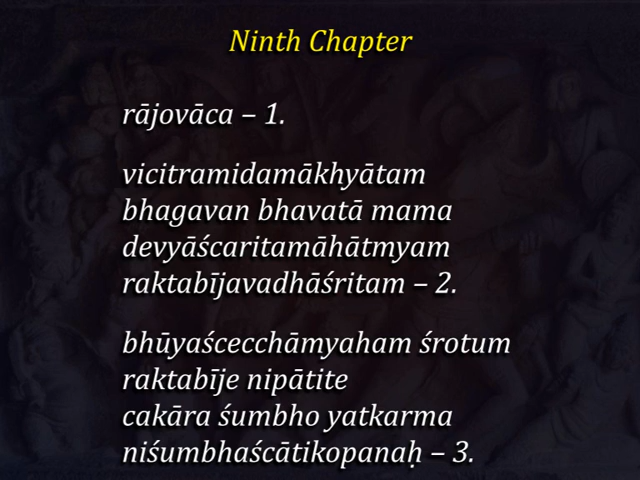 Ninth Chapter
rājovāca – 1.
vicitramidamākhyātam
bhagavan bhavatā mama
devyāścaritamāhātmyam
raktabījavadhāśritam – 2.
bhūyaścecchāmyaham śrotum
raktabīje nipātite
cakāra śumbho yatkarma
niśumbhaścātikopanaḥ – 3.